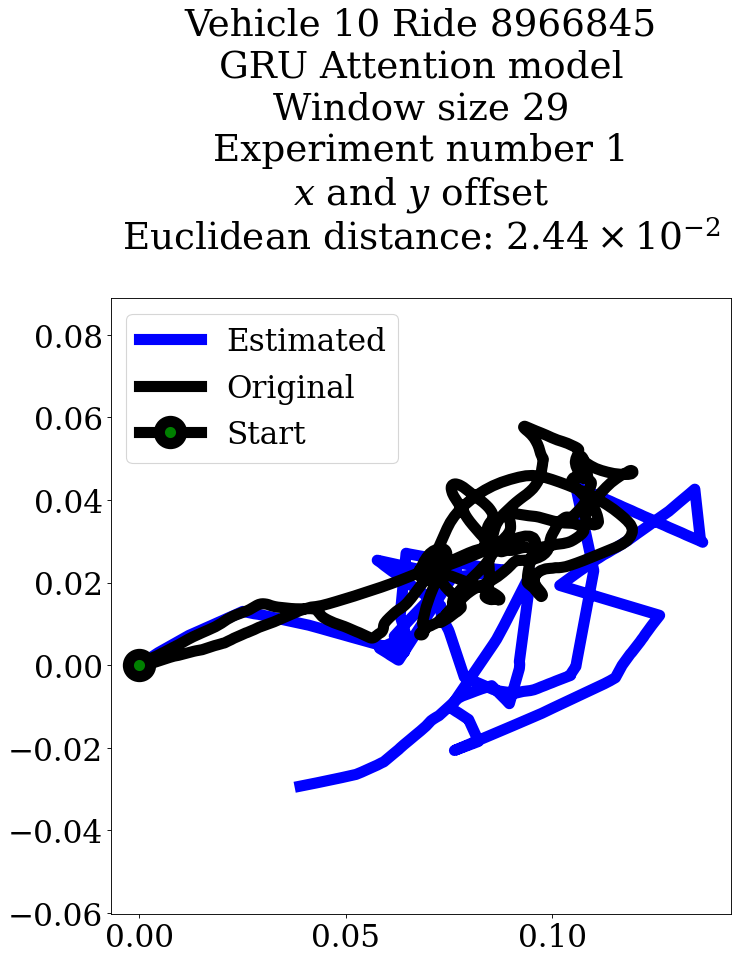 Vehicle 10 Ride 8966845
GRU Attention model
Window size 29
Experiment number 1
x and y offset
Euclidean distance: 2.44 × 10⁻²
Estimated
Original
Start
0.08
0.06
0.04
0.02
0.00
−0.02
−0.04
−0.06
0.00 0.05 0.10